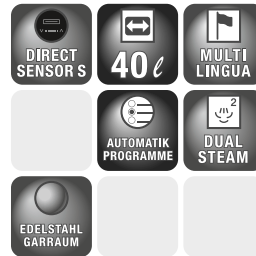 DIRECT
SENSOR S
40 ℓ
MULTI
LINGUA
AUTOMATIK
PROGRAMME
2
DUAL
STEAM
EDELSTAHL
GARRAUM